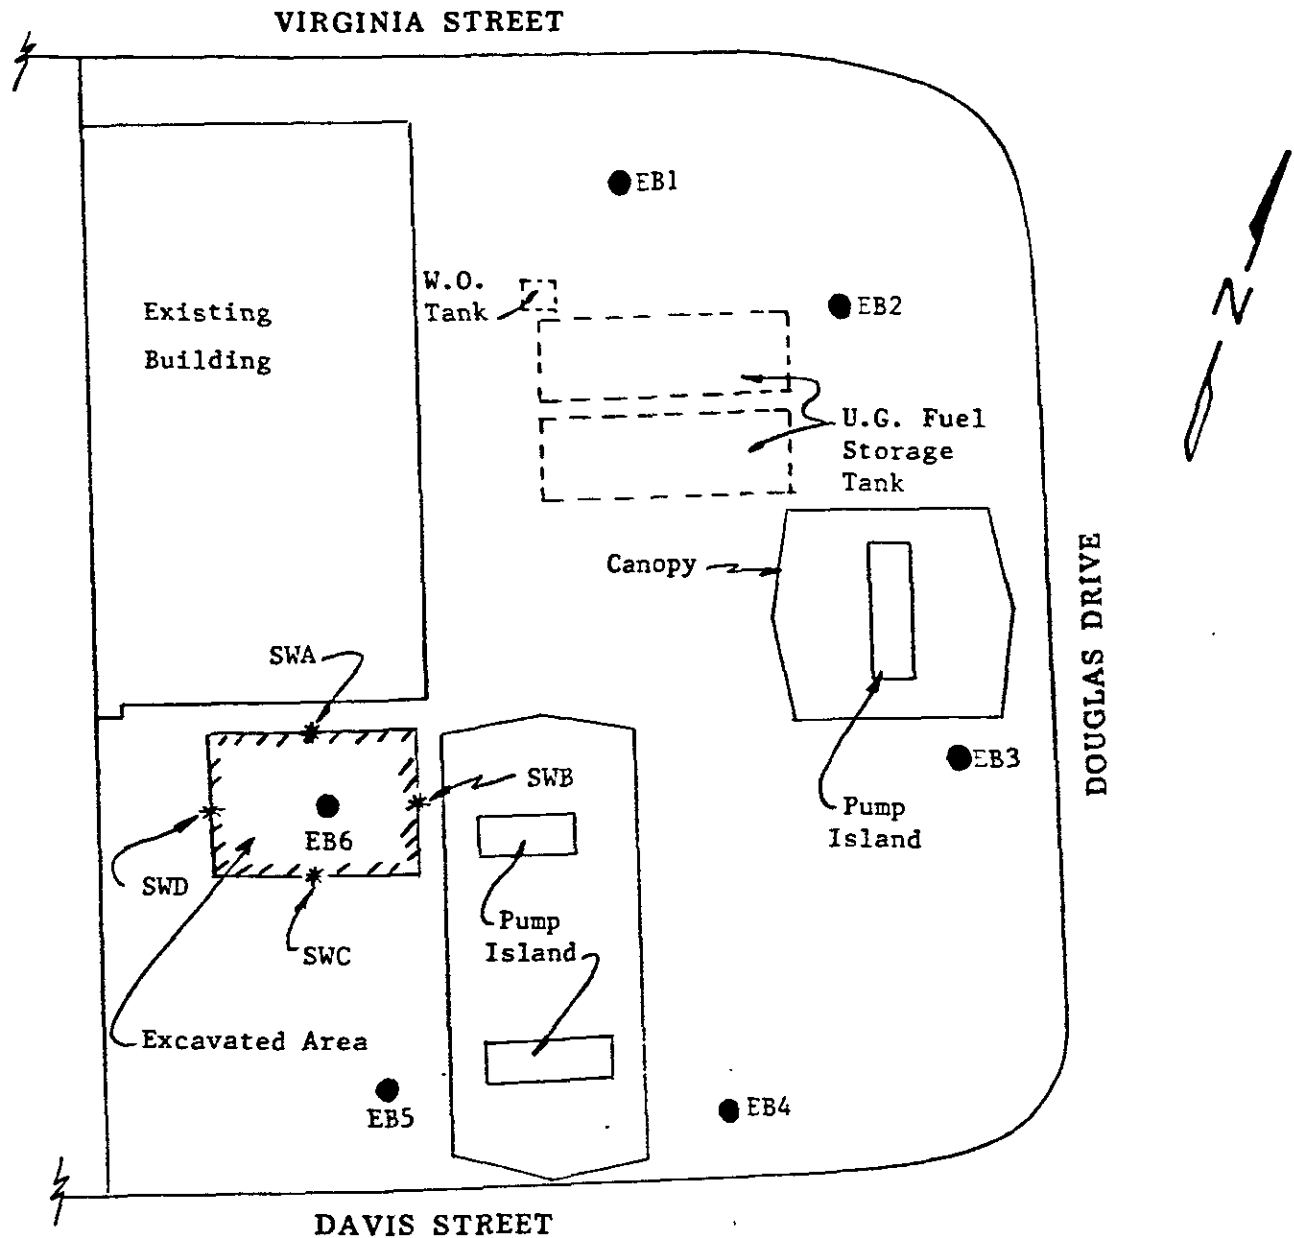 VIRGINIA STREET
EB1
W.O.
Tank
EB2
Existing
Building
N
U.G. Fuel
Storage
Tank
Canopy
DOUGLAS DRIVE
SWA
EB3
SWB
Pump
Island
EB6
SWD
Pump
Island
SWC
Excavated Area
EB5
EB4
DAVIS STREET